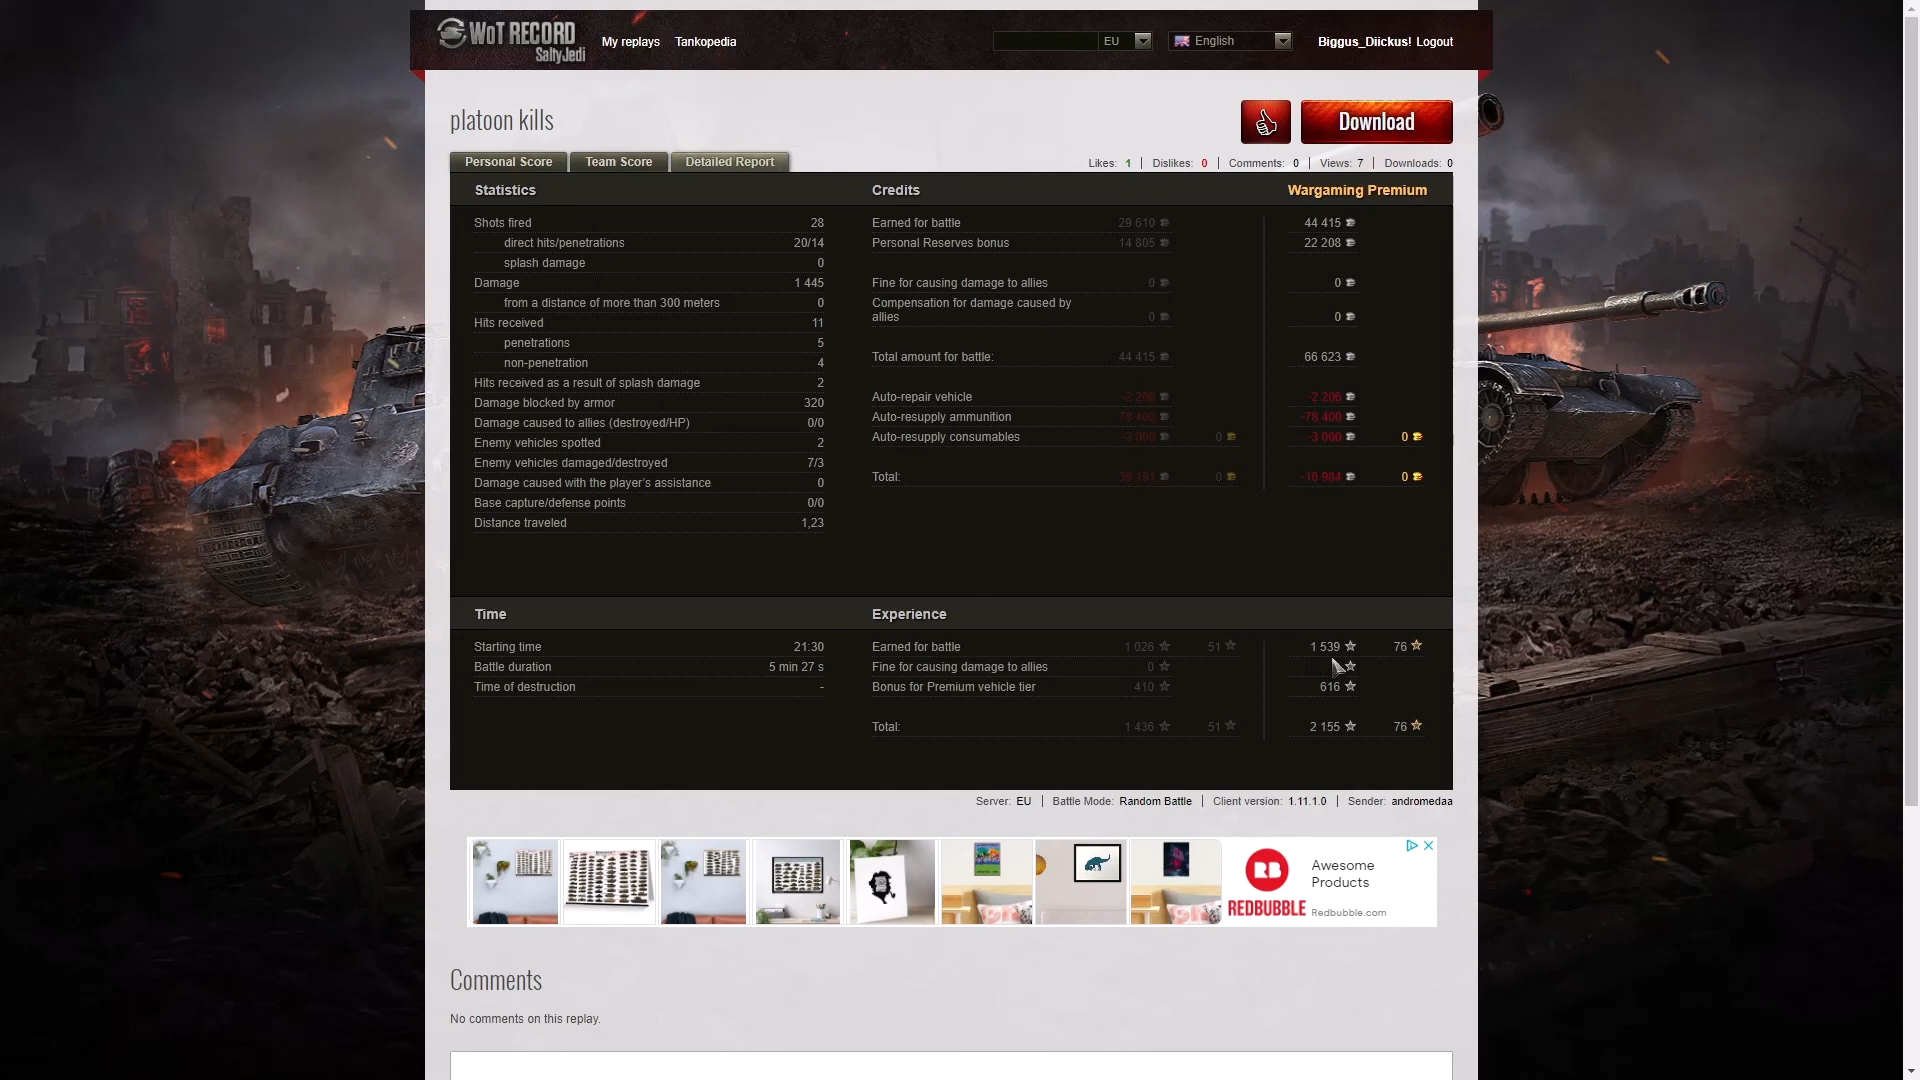 WoT RECORD
SaltyJedi
My replays Tankopedia EU English Biggus_Diickus! Logout
platoon kills
Download
Personal Score Team Score Detailed Report
Likes: 1 | Dislikes: 0 | Comments: 0 | Views: 7 | Downloads: 0
Statistics Credits Wargaming Premium
Shots fired 28 Earned for battle 29 610 44 415
direct hits/penetrations 20/14 Personal Reserves bonus 14 805 22 208
splash damage 0
Damage 1 445 Fine for causing damage to allies 0 0
from a distance of more than 300 meters 0 Compensation for damage caused by
allies 0 0
Hits received 11
penetrations 5
non-penetration 4 Total amount for battle: 44 415 66 623
Hits received as a result of splash damage 2
Damage blocked by armor 320 Auto-repair vehicle -2 206 -2 206
Damage caused to allies (destroyed/HP) 0/0 Auto-resupply ammunition -78 400 -78 400
Enemy vehicles spotted 2 Auto-resupply consumables -3 000 0 -3 000 0
Enemy vehicles damaged/destroyed 7/3
Damage caused with the player's assistance 0 Total: 0 -16 984 0
Base capture/defense points 0/0
Distance traveled 1,23
Time Experience
Starting time 21:30 Earned for battle 1 026 51 1 539 76
Battle duration 5 min 27 s Fine for causing damage to allies 0
Time of destruction - Bonus for Premium vehicle tier 410 616
Total: 1 436 51 2 155 76
Server: EU | Battle Mode: Random Battle | Client version: 1.11.1.0 | Sender: andromedaa
Awesome
Products
REDBUBBLE Redbubble.com
Comments
No comments on this replay.